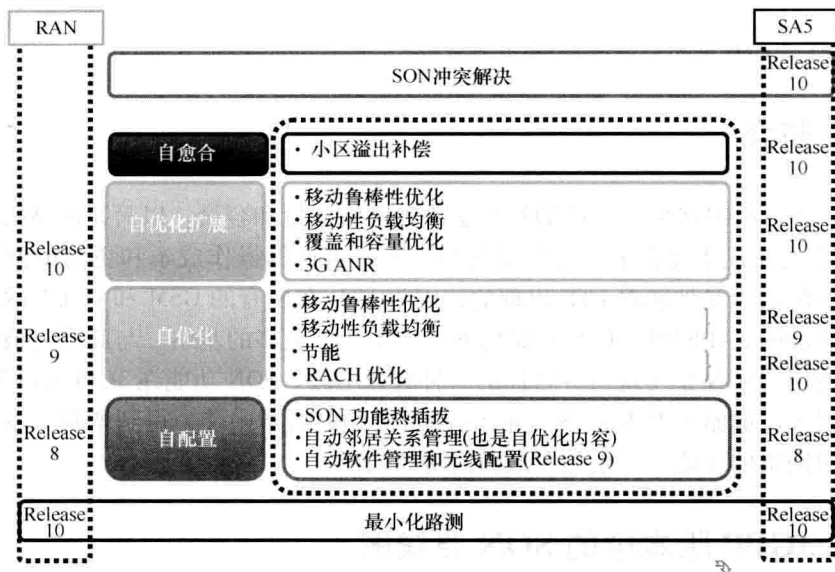 RAN
SA5
SON冲突解决
Release
10
自愈合
· 小区溢出补偿
Release
10
Release
10
自优化扩展
·移动鲁棒性优化
·移动性负载均衡
·覆盖和容量优化
·3G ANR
Release
10
Release
9
自优化
·移动鲁棒性优化
·移动性负载均衡
·节能
·RACH 优化
Release
9
Release
10
Release
8
自配置
·SON 功能热插拔
·自动邻居关系管理(也是自优化内容)
·自动软件管理和无线配置(Release 9)
Release
8
Release
10
最小化路测
Release
10